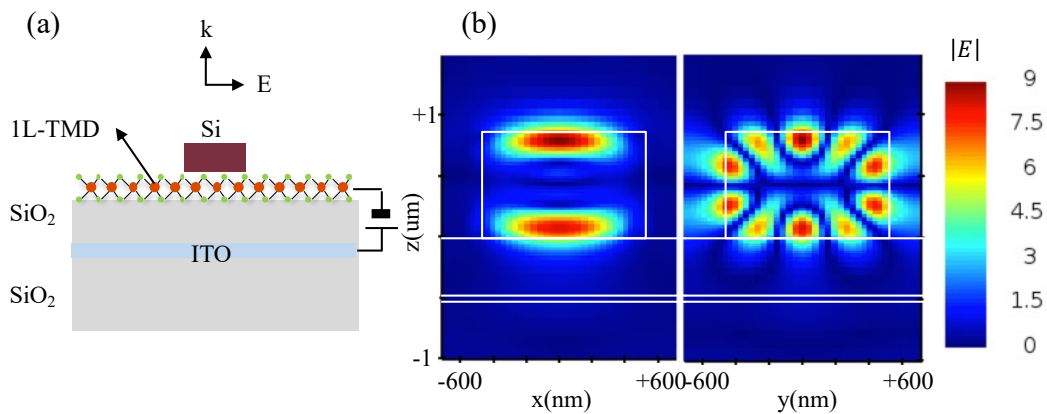 (a)
k
E
1L-TMD
Si
SiO₂
ITO
SiO₂
(b)
|E|
+1
z(um)
-1
-600
+600
x(nm)
-600
+600
y(nm)
9
7.5
6
4.5
3
1.5
0